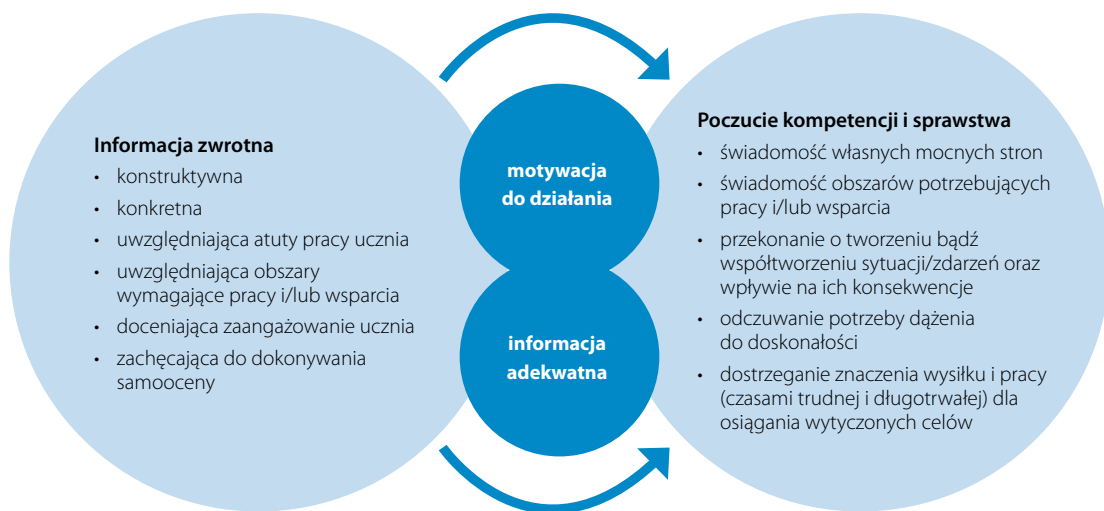 Informacja zwrotna
• konstruktywna
• konkretna
• uwzględniająca atuty pracy ucznia
• uwzględniająca obszary
wymagające pracy i/lub wsparcia
• doceniająca zaangażowanie ucznia
• zachęcająca do dokonywania
samooceny
motywacja
do działania
informacja
adekwatna
Poczucie kompetencji i sprawstwa
• świadomość własnych mocnych stron
• świadomość obszarów potrzebujących
pracy i/lub wsparcia
• przekonanie o tworzeniu bądź
współtworzeniu sytuacji/zdarzeń oraz
wpływie na ich konsekwencje
• odczuwanie potrzeby dążenia
do doskonałości
• dostrzeganie znaczenia wysiłku i pracy
(czasami trudnej i długotrwałej) dla
osiągania wytyczonych celów